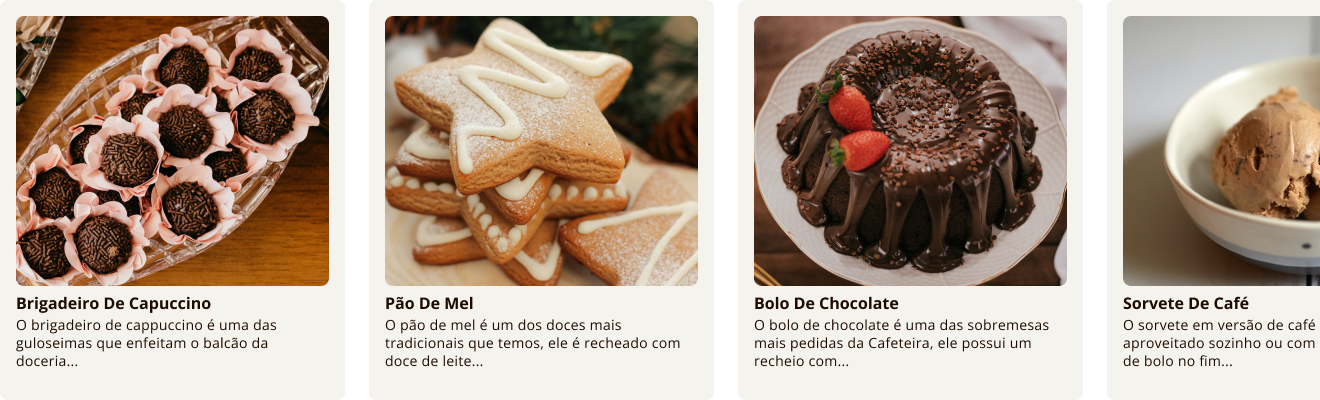 Brigadeiro De Capuccino
O brigadeiro de cappuccino é uma das
guloseimas que enfeitam o balcão da
doceria...
Pão De Mel
O pão de mel é um dos doces mais
tradicionais que temos, ele é recheado com
doce de leite...
Bolo De Chocolate
O bolo de chocolate é uma das sobremesas
mais pedidas da Cafeteira, ele possui um
recheio com...
Sorvete De Café
O sorvete em versão de café
aproveitado sozinho ou com
de bolo no fim...